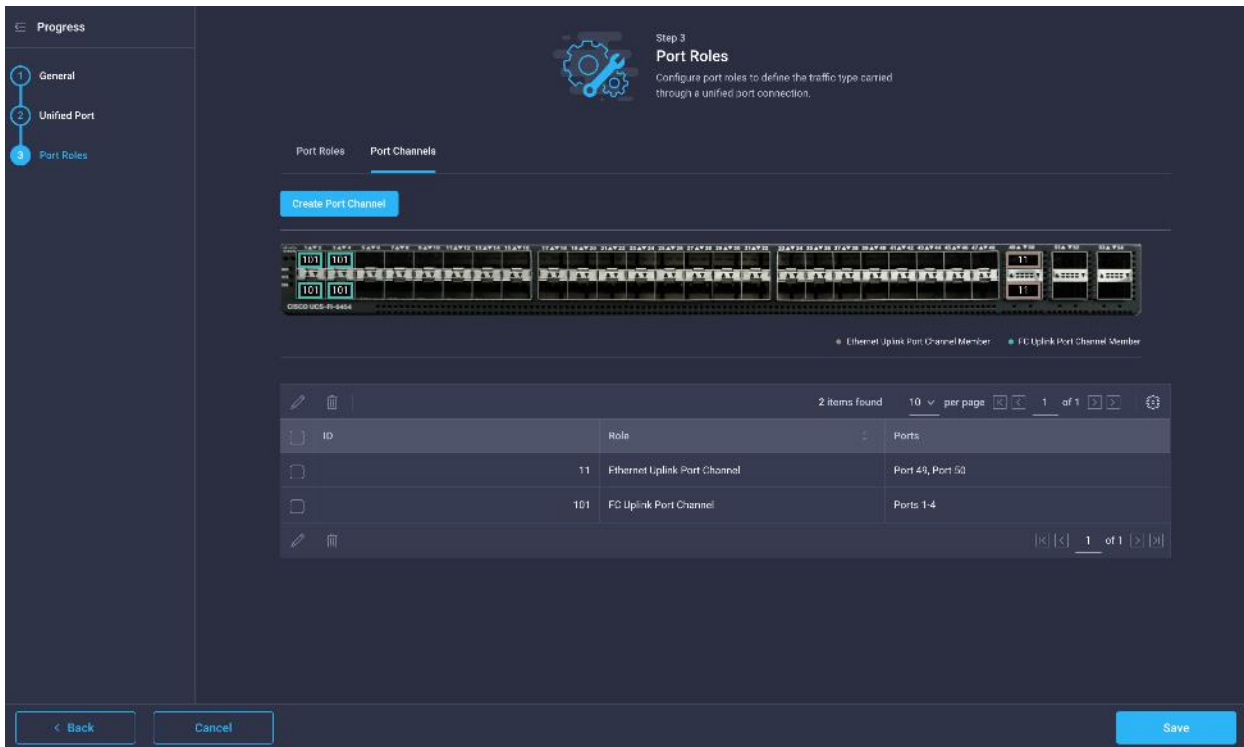 Progress
1 General
2 Unified Port
3 Port Roles
Step 3
Port Roles
Configure port roles to define the traffic type carried
through a unified port connection.
Port Roles Port Channels
Create Port Channel
101 101 11
101 101 11
CISCO UCS-FI-6454
Ethernet Uplink Port Channel Member FC Uplink Port Channel Member
2 items found 10 per page 1 of 1
ID Role Ports
11 Ethernet Uplink Port Channel Port 49, Port 50
101 FC Uplink Port Channel Ports 1-4
1 of 1
< Back Cancel Save